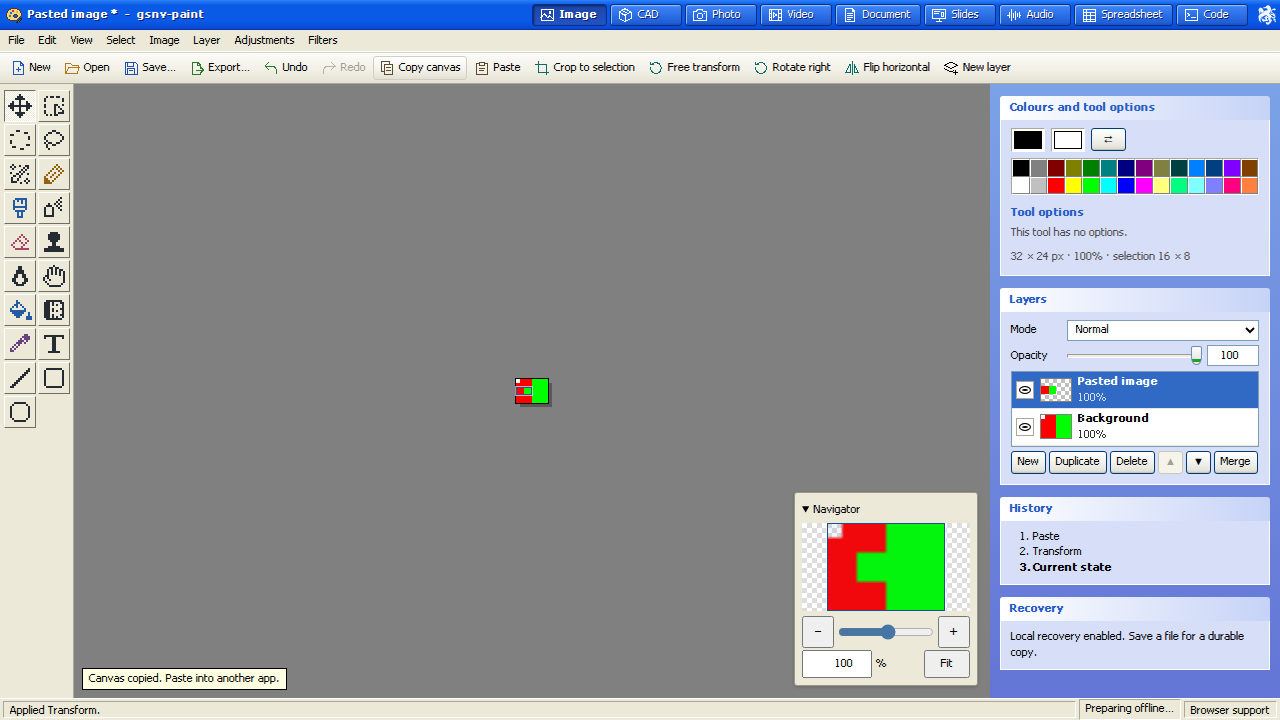 Pasted image * - gsnv-paint
Image
CAD
Photo
Video
Document
Slides
Audio
Spreadsheet
Code
File Edit View Select Image Layer Adjustments Filters
New Open Save... Export... Undo Redo Copy canvas Paste Crop to selection Free transform Rotate right Flip horizontal New layer
Colours and tool options
Tool options
This tool has no options.
32 × 24 px · 100% · selection 16 × 8
Layers
Mode Normal
Opacity 100
Pasted image
100%
Background
100%
New Duplicate Delete ▲ ▼ Merge
History
1. Paste
2. Transform
3. Current state
Recovery
Local recovery enabled. Save a file for a durable
copy.
▼ Navigator
− +
100 % Fit
Canvas copied. Paste into another app.
Applied Transform.
Preparing offline...
Browser support